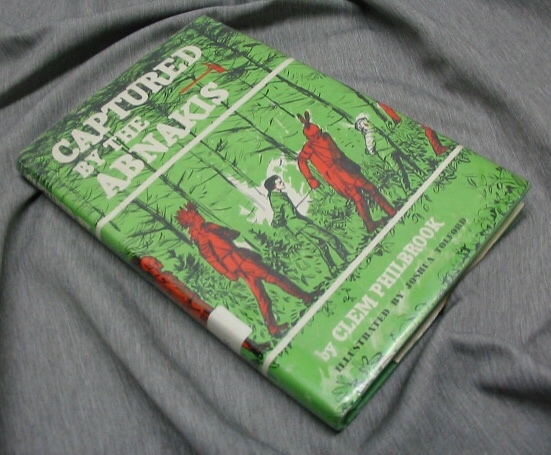 CAPTURED
BY THE
ABNAKIS
by CLEM PHILBROOK
ILLUSTRATED BY JOSHUA TOLFORD